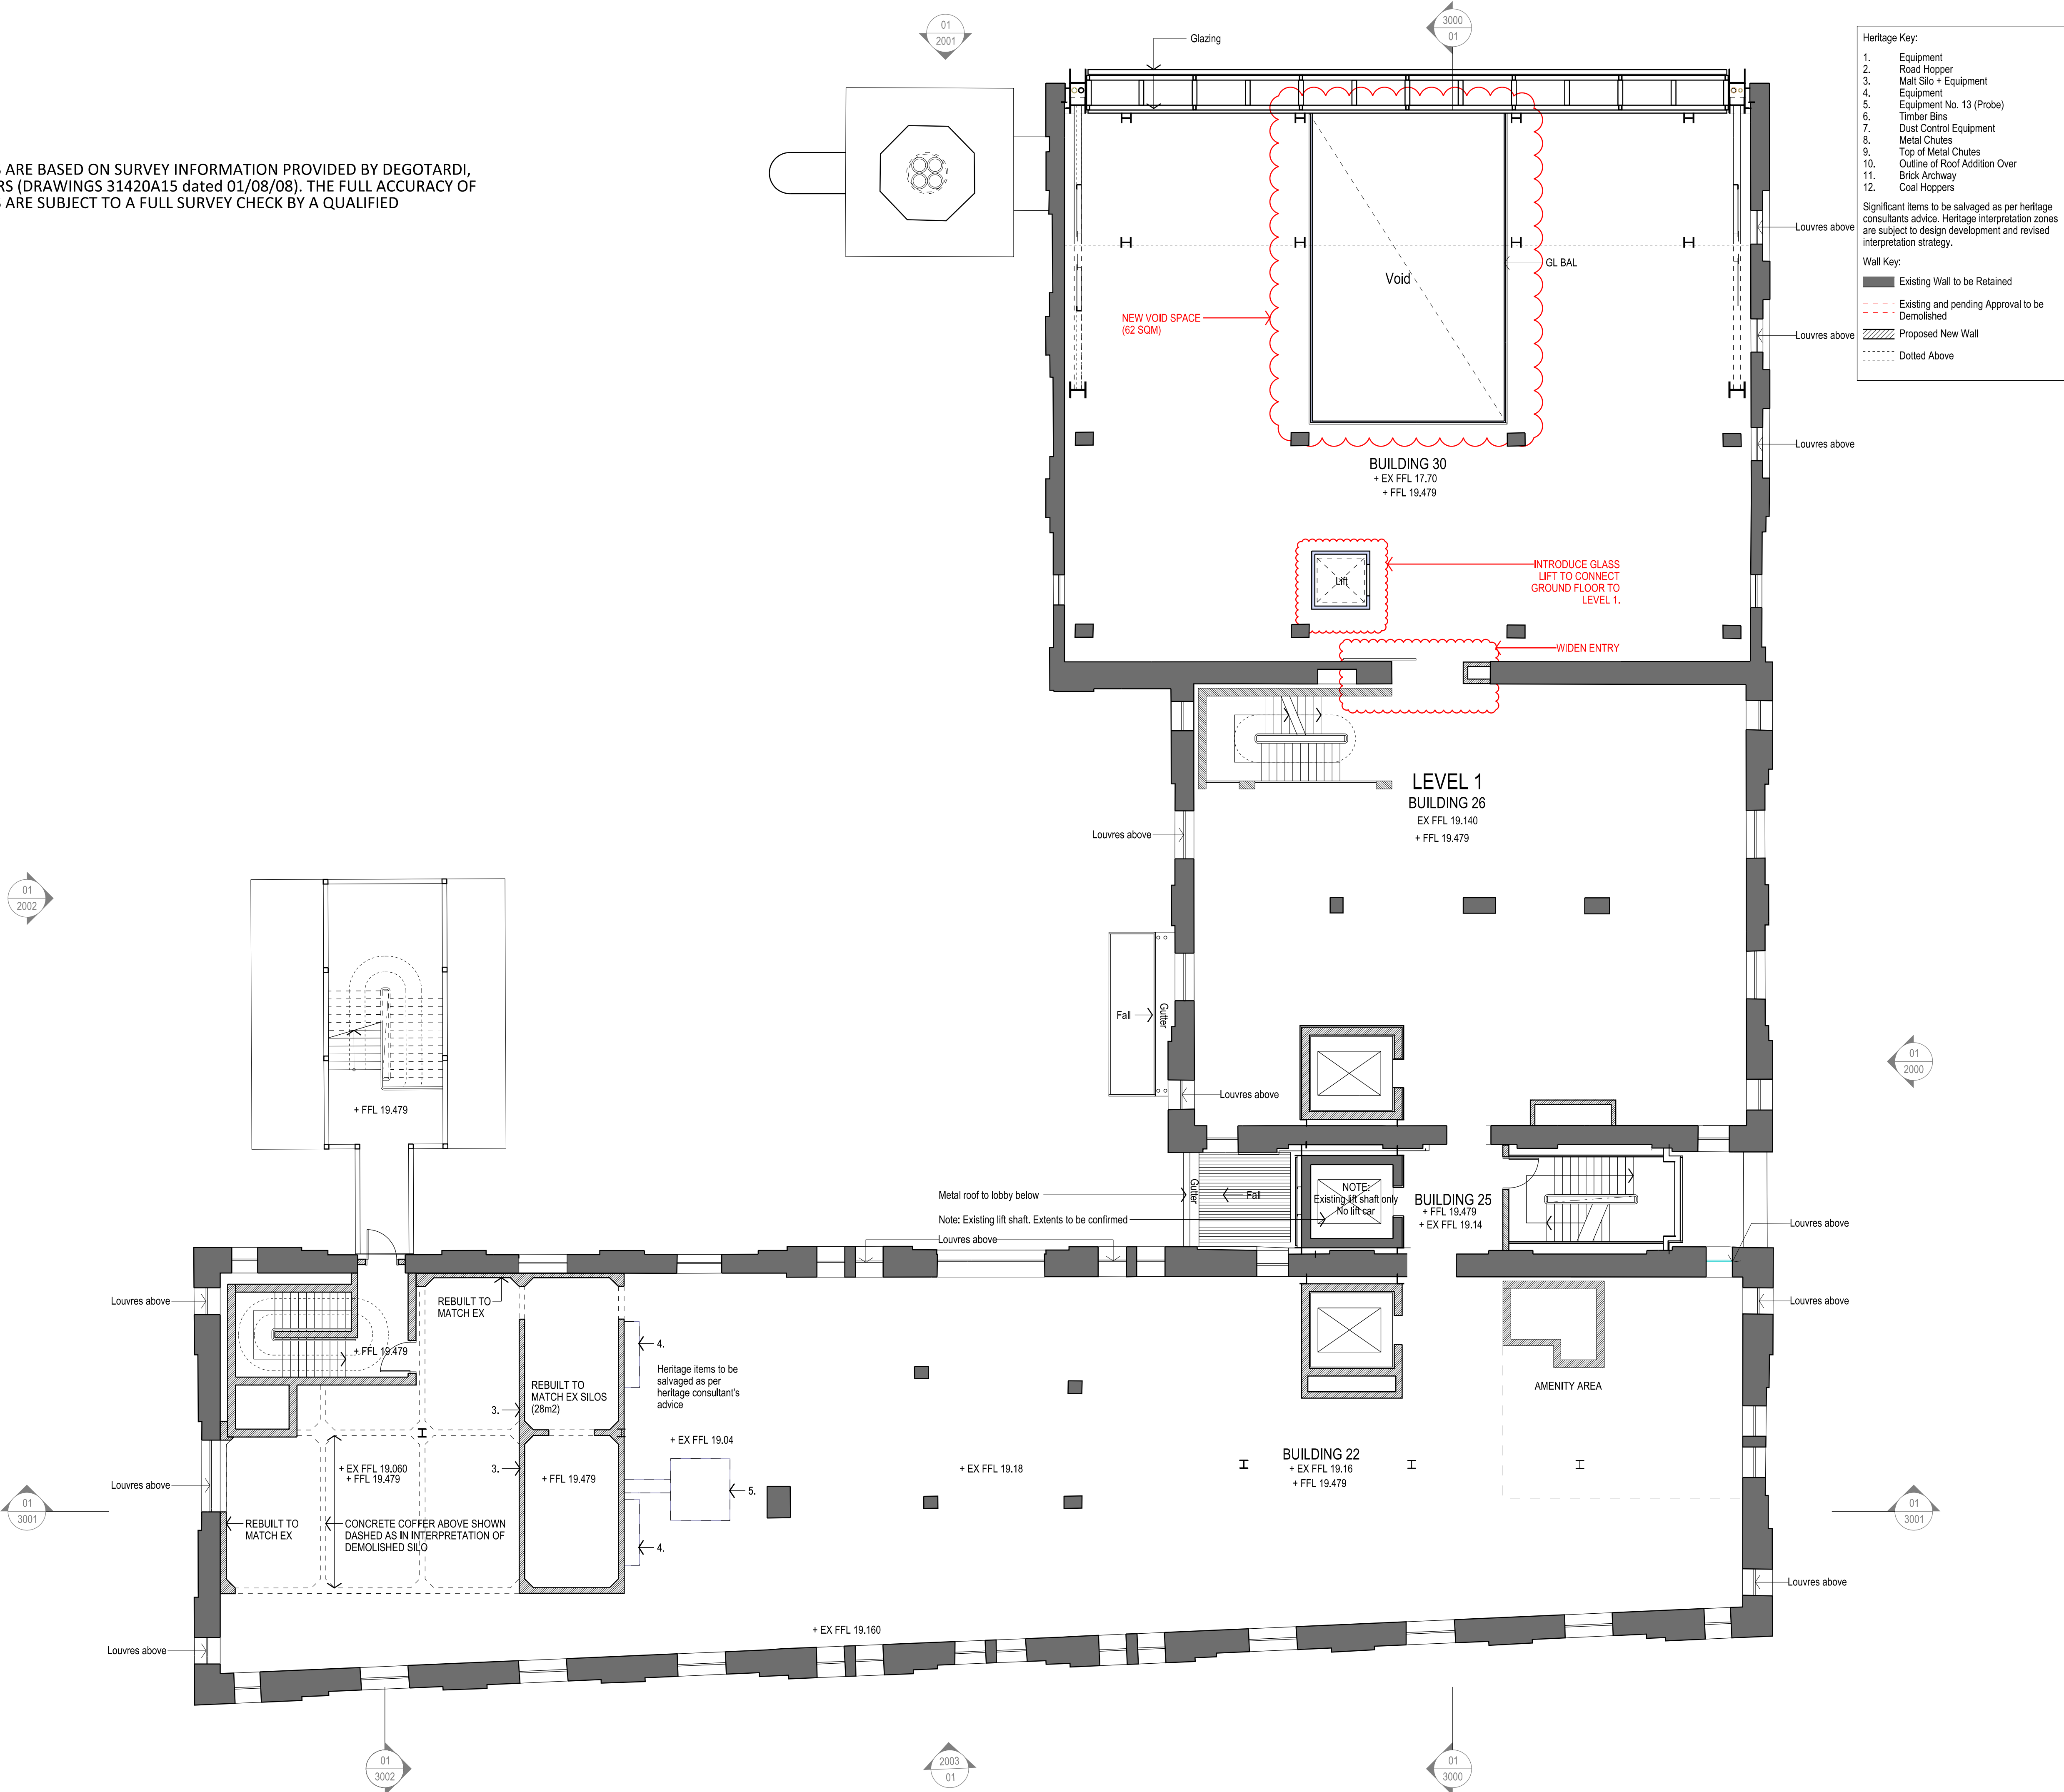 01
2001
3000
01
Glazing
Heritage Key:
1. Equipment
2. Road Hopper
3. Malt Silo + Equipment
4. Equipment
5. Equipment No. 13 (Probe)
6. Timber Bins
7. Dust Control Equipment
8. Metal Chutes
9. Top of Metal Chutes
10. Outline of Roof Addition Over
11. Brick Archway
12. Coal Hoppers
Significant items to be salvaged as per heritage
consultants advice. Heritage interpretation zones
are subject to design development and revised
interpretation strategy.
Wall Key:
Existing Wall to be Retained
Existing and pending Approval to be
Demolished
Proposed New Wall
Dotted Above
ARE BASED ON SURVEY INFORMATION PROVIDED BY DEGOTARDI,
RS (DRAWINGS 31420A15 dated 01/08/08). THE FULL ACCURACY OF
ARE SUBJECT TO A FULL SURVEY CHECK BY A QUALIFIED
Louvres above
GL BAL
Void
NEW VOID SPACE
(62 SQM)
Louvres above
Louvres above
BUILDING 30
+ EX FFL 17.70
+ FFL 19.479
Lift
INTRODUCE GLASS
LIFT TO CONNECT
GROUND FLOOR TO
LEVEL 1.
WIDEN ENTRY
LEVEL 1
BUILDING 26
EX FFL 19.140
+ FFL 19.479
Louvres above
01
2002
Fall
Gutter
01
2000
Louvres above
+ FFL 19.479
Metal roof to lobby below
Gutter
Fall
NOTE:
Existing lift shaft only
No lift car
BUILDING 25
+ FFL 19.479
+ EX FFL 19.14
Note: Existing lift shaft. Extents to be confirmed
Louvres above
Louvres above
Louvres above
REBUILT TO
MATCH EX
Louvres above
+ FFL 19.479
4.
Heritage items to be
salvaged as per
heritage consultant's
advice
REBUILT TO
MATCH EX SILOS
(28m2)
3.
AMENITY AREA
+ EX FFL 19.04
BUILDING 22
+ EX FFL 19.16
+ FFL 19.479
+ EX FFL 19.060
+ FFL 19.479
3.
+ FFL 19.479
+ EX FFL 19.18
Louvres above
5.
01
3001
01
3001
REBUILT TO
MATCH EX
CONCRETE COFFER ABOVE SHOWN
DASHED AS IN INTERPRETATION OF
DEMOLISHED SILO
4.
Louvres above
+ EX FFL 19.160
Louvres above
01
3002
2003
01
01
3000